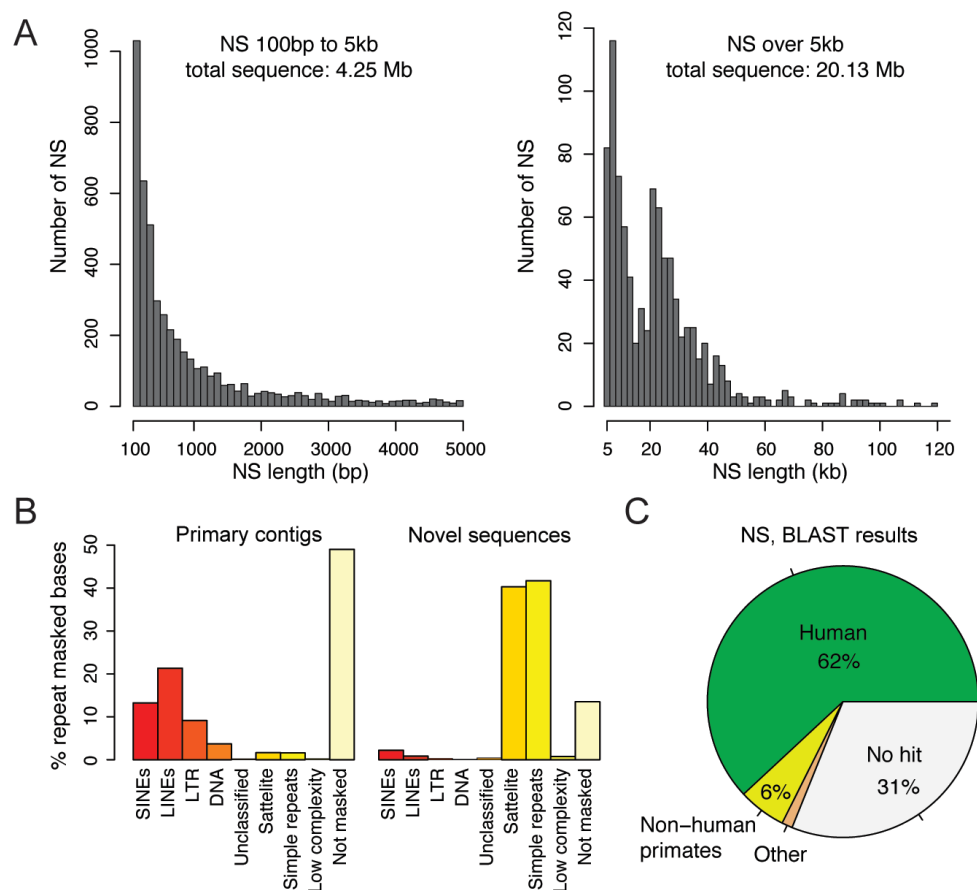 A
NS 100bp to 5kb
total sequence: 4.25 Mb
Number of NS
0
200
400
600
800
1000
100
1000
2000
3000
4000
5000
NS length (bp)
NS over 5kb
total sequence: 20.13 Mb
Number of NS
0
20
40
60
80
100
120
5
20
40
60
80
100
120
NS length (kb)
B
Primary contigs
Novel sequences
% repeat masked bases
0
10
20
30
40
50
SINEs
LINEs
LTR
DNA
Unclassified
Sattelite
Simple repeats
Low complexity
Not masked
SINEs
LINEs
LTR
DNA
Unclassified
Sattelite
Simple repeats
Low complexity
Not masked
C
NS, BLAST results
Human
62%
No hit
31%
6%
Non-human
primates
Other